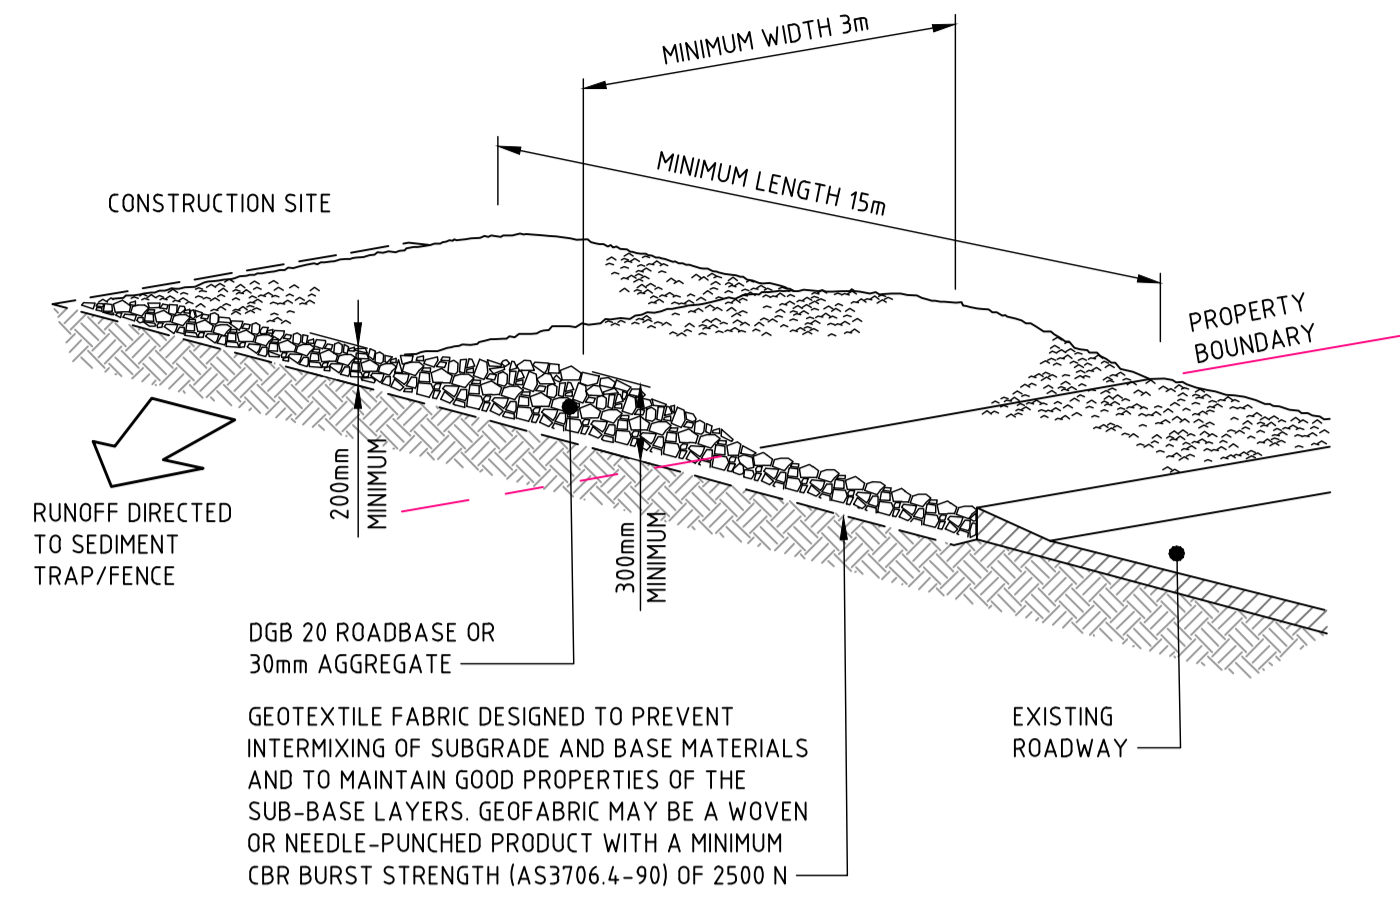 MINIMUM WIDTH 3m
MINIMUM LENGTH 15m
CONSTRUCTION SITE
PROPERTY
BOUNDARY
200mm
MINIMUM
300mm
MINIMUM
RUNOFF DIRECTED
TO SEDIMENT
TRAP/FENCE
DGB 20 ROADBASE OR
30mm AGGREGATE
GEOTEXTILE FABRIC DESIGNED TO PREVENT
INTERMIXING OF SUBGRADE AND BASE MATERIALS
AND TO MAINTAIN GOOD PROPERTIES OF THE
SUB-BASE LAYERS. GEOFABRIC MAY BE A WOVEN
OR NEEDLE-PUNCHED PRODUCT WITH A MINIMUM
CBR BURST STRENGTH (AS3706.4-90) OF 2500 N
EXISTING
ROADWAY